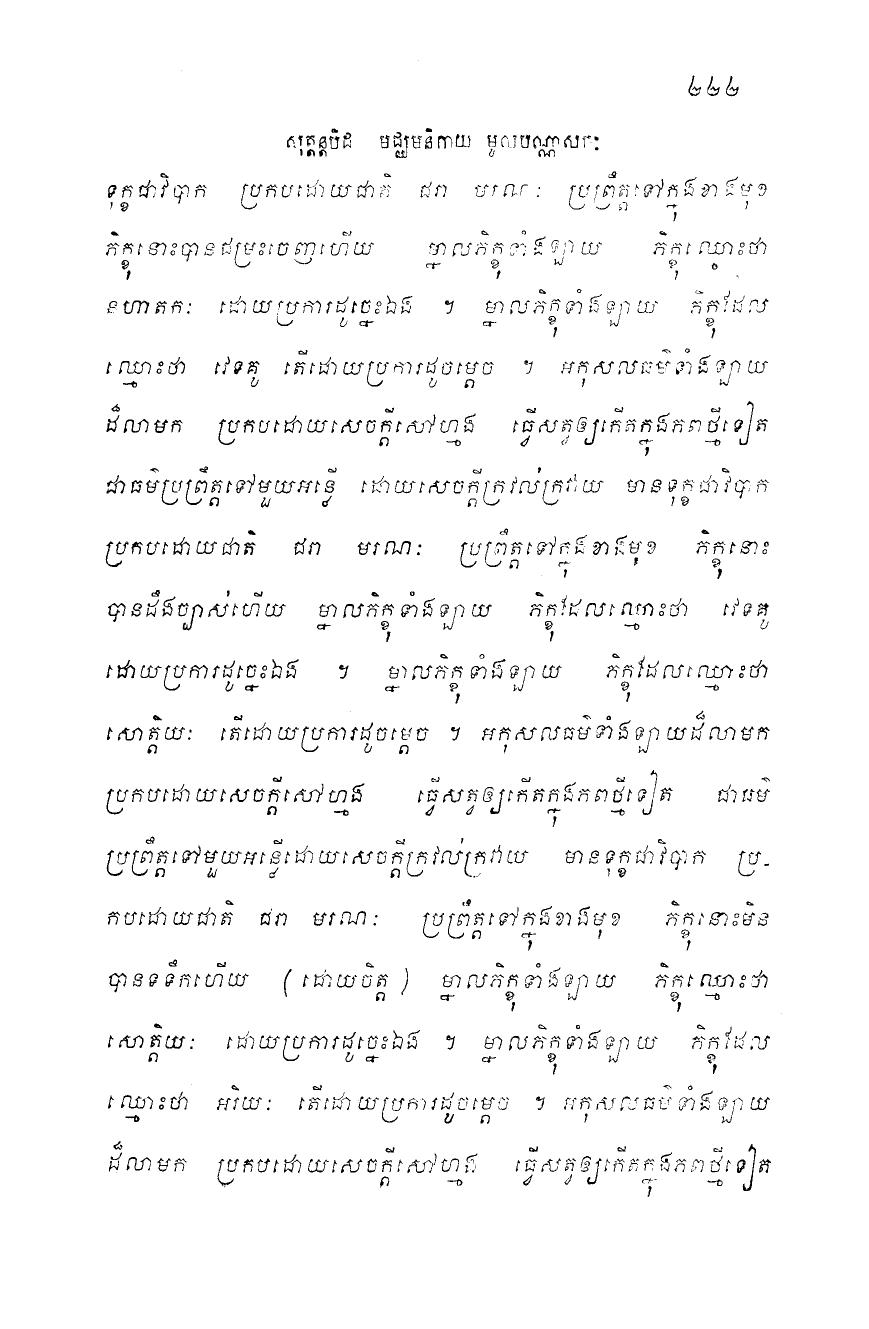 ២២២
សុត្តន្តបិដក មជ្ឈមនិកាយ មូលបណ្ណាសកៈ
ទុក្ខជាវិបាក ប្រកបដោយជាតិ ជរា មរណៈ ប្រព្រឹត្តទៅក្នុងខាងមុខ
ភិក្ខុនោះបានជម្រះចេញហើយ ម្នាលភិក្ខុទាំងឡាយ ភិក្ខុឈ្មោះថា
នហាតកៈ ដោយប្រការដូច្នេះឯង ។ ម្នាលភិក្ខុទាំងឡាយ ភិក្ខុដែល
ឈ្មោះថា វេទគូ តើដោយប្រការដូចម្តេច ។ អកុសលធម៌ទាំងឡាយ
ដ៏លាមក ប្រកបដោយសេចក្តីសៅហ្មង ធ្វើសត្វឲ្យកើតក្នុងភពថ្មីទៀត
ជាធម៌ប្រព្រឹត្តទៅមួយអន្លើ ដោយសេចក្តីក្រវល់ក្រវាយ មានទុក្ខជាវិបាក
ប្រកបដោយជាតិ ជរា មរណៈ ប្រព្រឹត្តទៅក្នុងខាងមុខ ភិក្ខុនោះ
បានដឹងច្បាស់ហើយ ម្នាលភិក្ខុទាំងឡាយ ភិក្ខុដែលឈ្មោះថា វេទគូ
ដោយប្រការដូច្នេះឯង ។ ម្នាលភិក្ខុទាំងឡាយ ភិក្ខុដែលឈ្មោះថា
សោត្តិយៈ តើដោយប្រការដូចម្តេច ។ អកុសលធម៌ទាំងឡាយដ៏លាមក
ប្រកបដោយសេចក្តីសៅហ្មង ធ្វើសត្វឲ្យកើតក្នុងភពថ្មីទៀត ជាធម៌
ប្រព្រឹត្តទៅមួយអន្លើដោយសេចក្តីក្រវល់ក្រវាយ មានទុក្ខជាវិបាក ប្រ-
កបដោយជាតិ ជរា មរណៈ ប្រព្រឹត្តទៅក្នុងខាងមុខ ភិក្ខុនោះមិន
បានទទឹកហើយ (ដោយចិត្ត) ម្នាលភិក្ខុទាំងឡាយ ភិក្ខុឈ្មោះថា
សោត្តិយៈ ដោយប្រការដូច្នេះឯង ។ ម្នាលភិក្ខុទាំងឡាយ ភិក្ខុដែល
ឈ្មោះថា អរិយៈ តើដោយប្រការដូចម្តេច ។ អកុសលធម៌ទាំងឡាយ
ដ៏លាមក ប្រកបដោយសេចក្តីសៅហ្មង ធ្វើសត្វឲ្យកើតក្នុងភពថ្មីទៀត